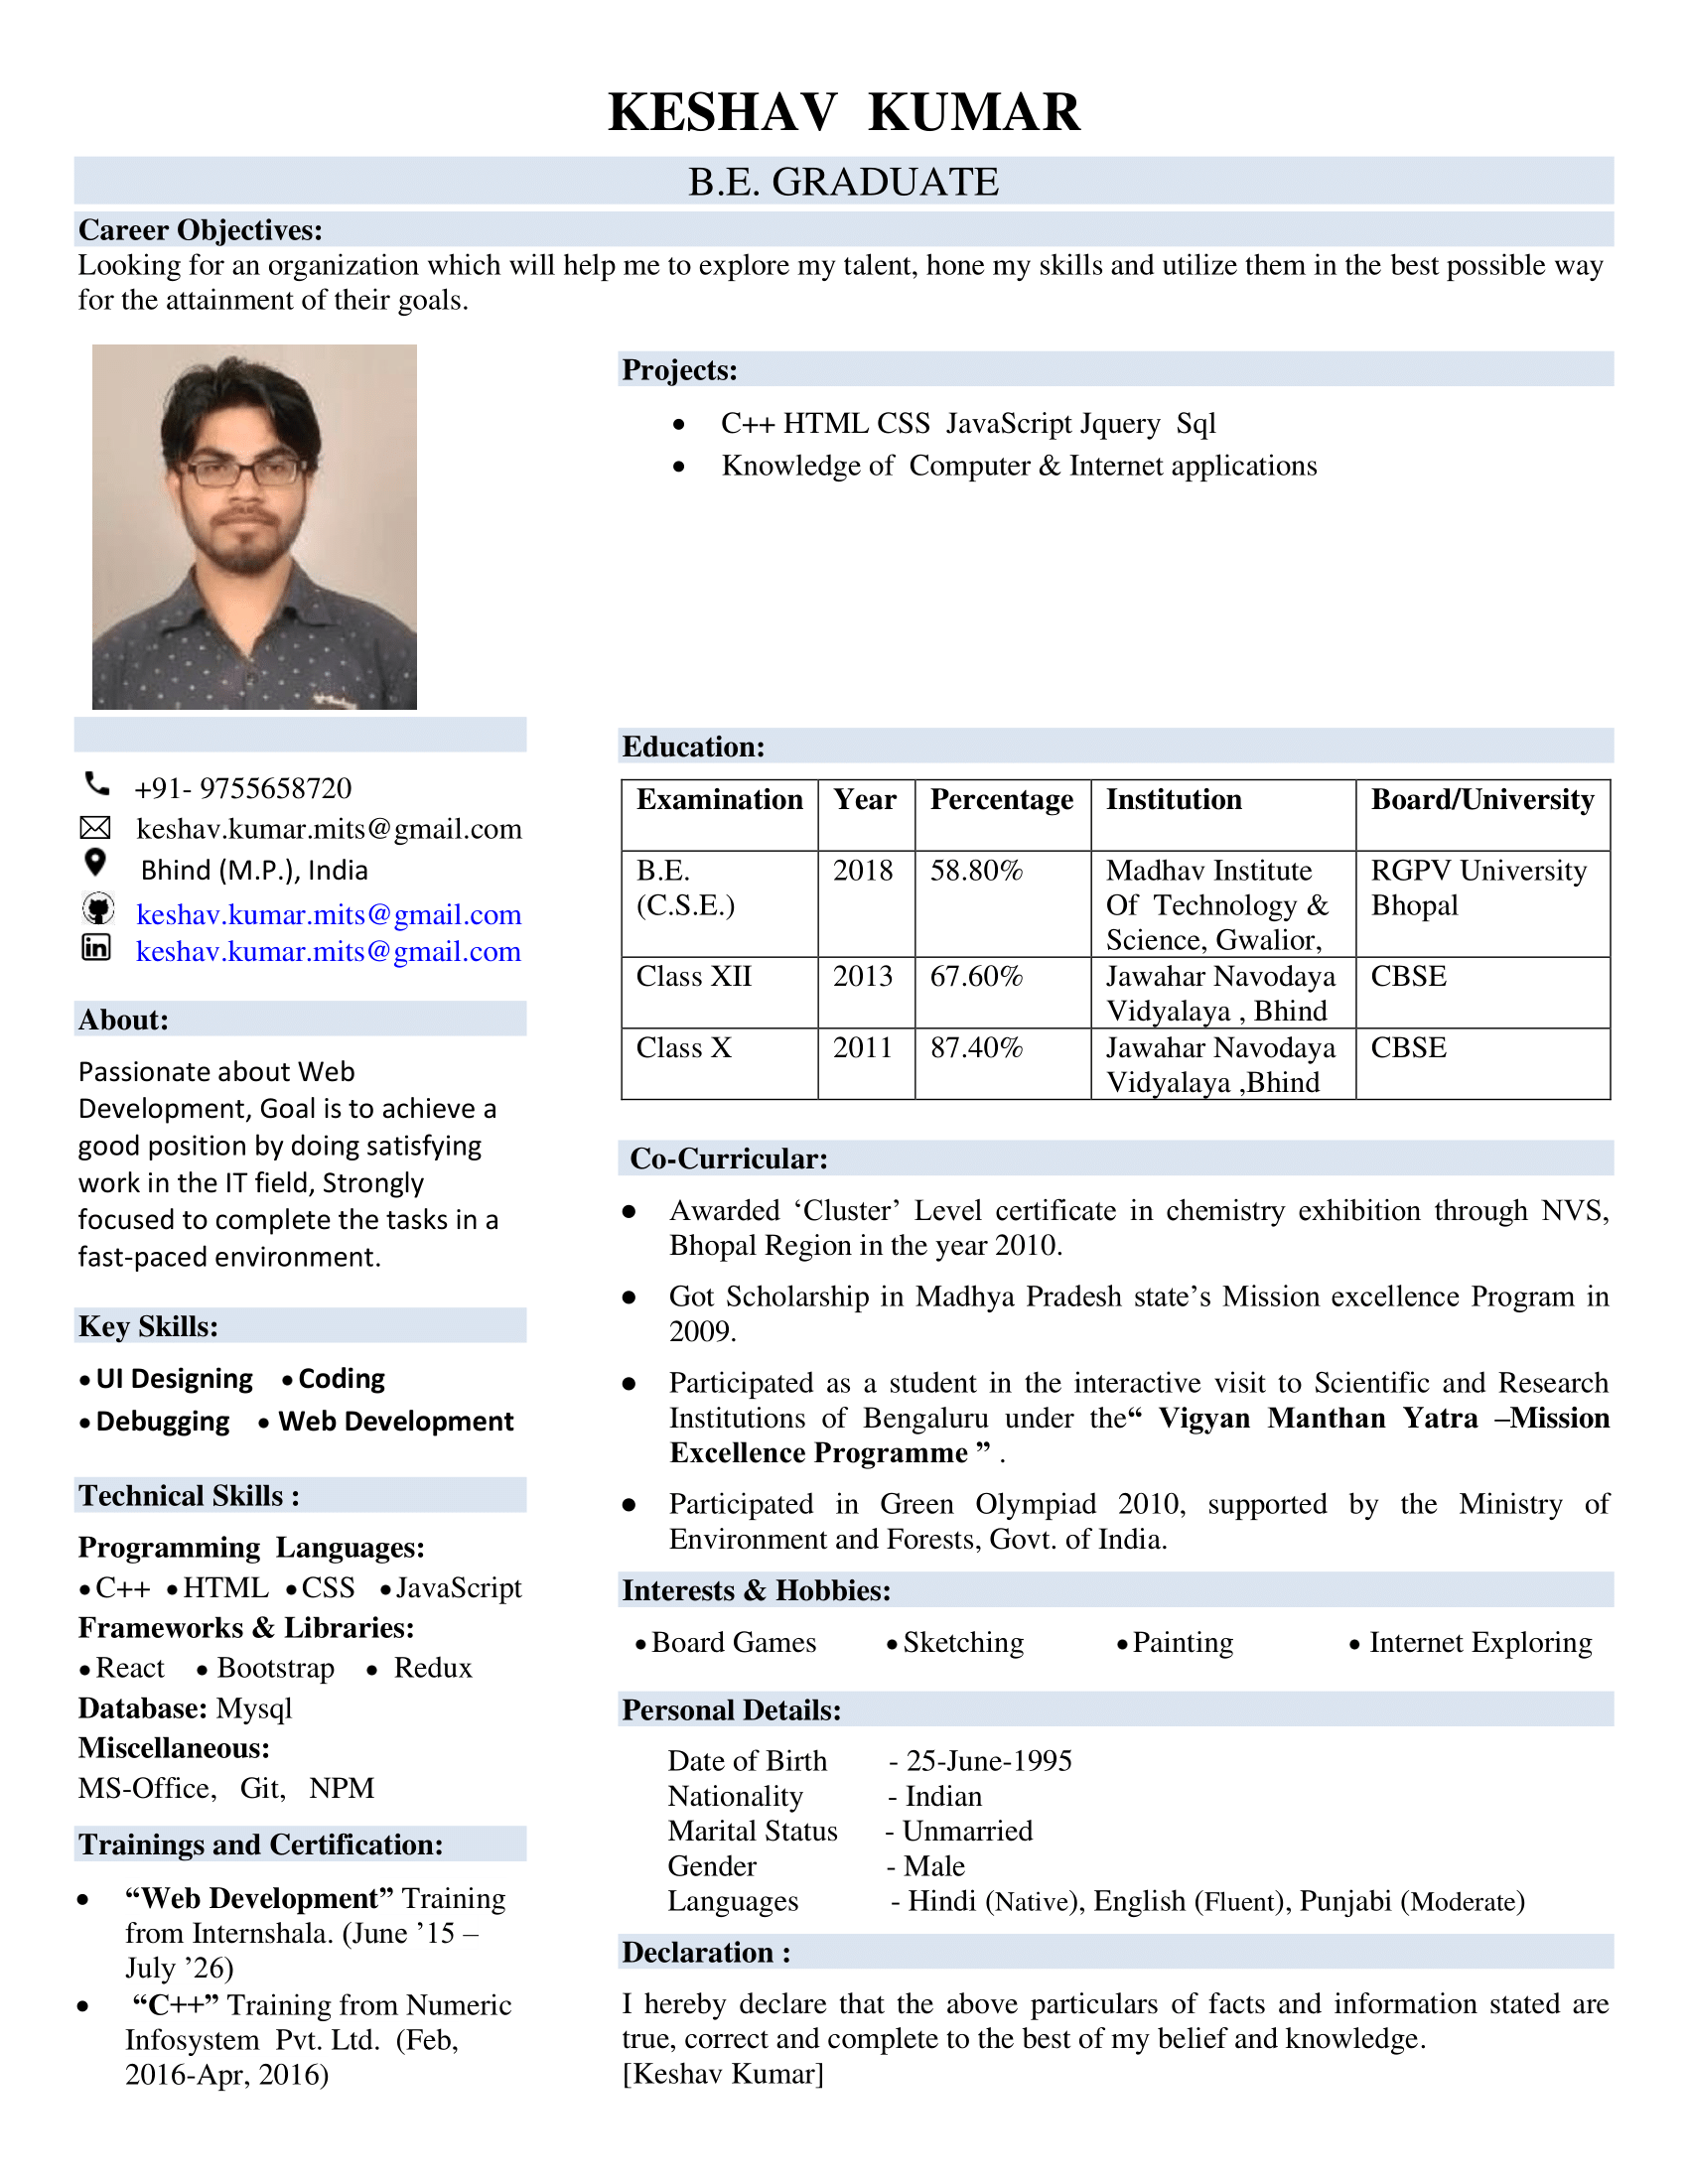 KESHAV  KUMAR
B.E. GRADUATE
Career Objectives:
Looking for an organization which will help me to explore my talent, hone my skills and utilize them in the best possible way
for the attainment of their goals.
+91- 9755658720
keshav.kumar.mits@gmail.com
Bhind (M.P.), India
keshav.kumar.mits@gmail.com
in keshav.kumar.mits@gmail.com
About:
Passionate about Web
Development, Goal is to achieve a
good position by doing satisfying
work in the IT field, Strongly
focused to complete the tasks in a
fast-paced environment.
Key Skills:
• UI Designing • Coding
• Debugging • Web Development
Technical Skills :
Programming  Languages:
• C++ • HTML • CSS • JavaScript
Frameworks & Libraries:
• React • Bootstrap • Redux
Database: Mysql
Miscellaneous:
MS-Office,  Git,  NPM
Trainings and Certification:
• “Web Development” Training
from Internshala. (June ’15 –
July ’26)
• “C++” Training from Numeric
Infosystem  Pvt. Ltd.  (Feb,
2016-Apr, 2016)
Projects:
• C++ HTML CSS  JavaScript Jquery  Sql
• Knowledge of  Computer & Internet applications
Education:
Examination Year Percentage Institution Board/University
B.E. 2018 58.80% Madhav Institute RGPV University
(C.S.E.) Of  Technology & Bhopal
Science, Gwalior,
Class XII 2013 67.60% Jawahar Navodaya CBSE
Vidyalaya , Bhind
Class X 2011 87.40% Jawahar Navodaya CBSE
Vidyalaya ,Bhind
Co-Curricular:
● Awarded ‘Cluster’ Level certificate in chemistry exhibition through NVS,
Bhopal Region in the year 2010.
● Got Scholarship in Madhya Pradesh state’s Mission excellence Program in
2009.
● Participated as a student in the interactive visit to Scientific and Research
Institutions of Bengaluru under the“ Vigyan Manthan Yatra –Mission
Excellence Programme ” .
● Participated in Green Olympiad 2010, supported by the Ministry of
Environment and Forests, Govt. of India.
Interests & Hobbies:
• Board Games • Sketching • Painting • Internet Exploring
Personal Details:
Date of Birth - 25-June-1995
Nationality - Indian
Marital Status - Unmarried
Gender - Male
Languages - Hindi (Native), English (Fluent), Punjabi (Moderate)
Declaration :
I hereby declare that the above particulars of facts and information stated are
true, correct and complete to the best of my belief and knowledge.
[Keshav Kumar]